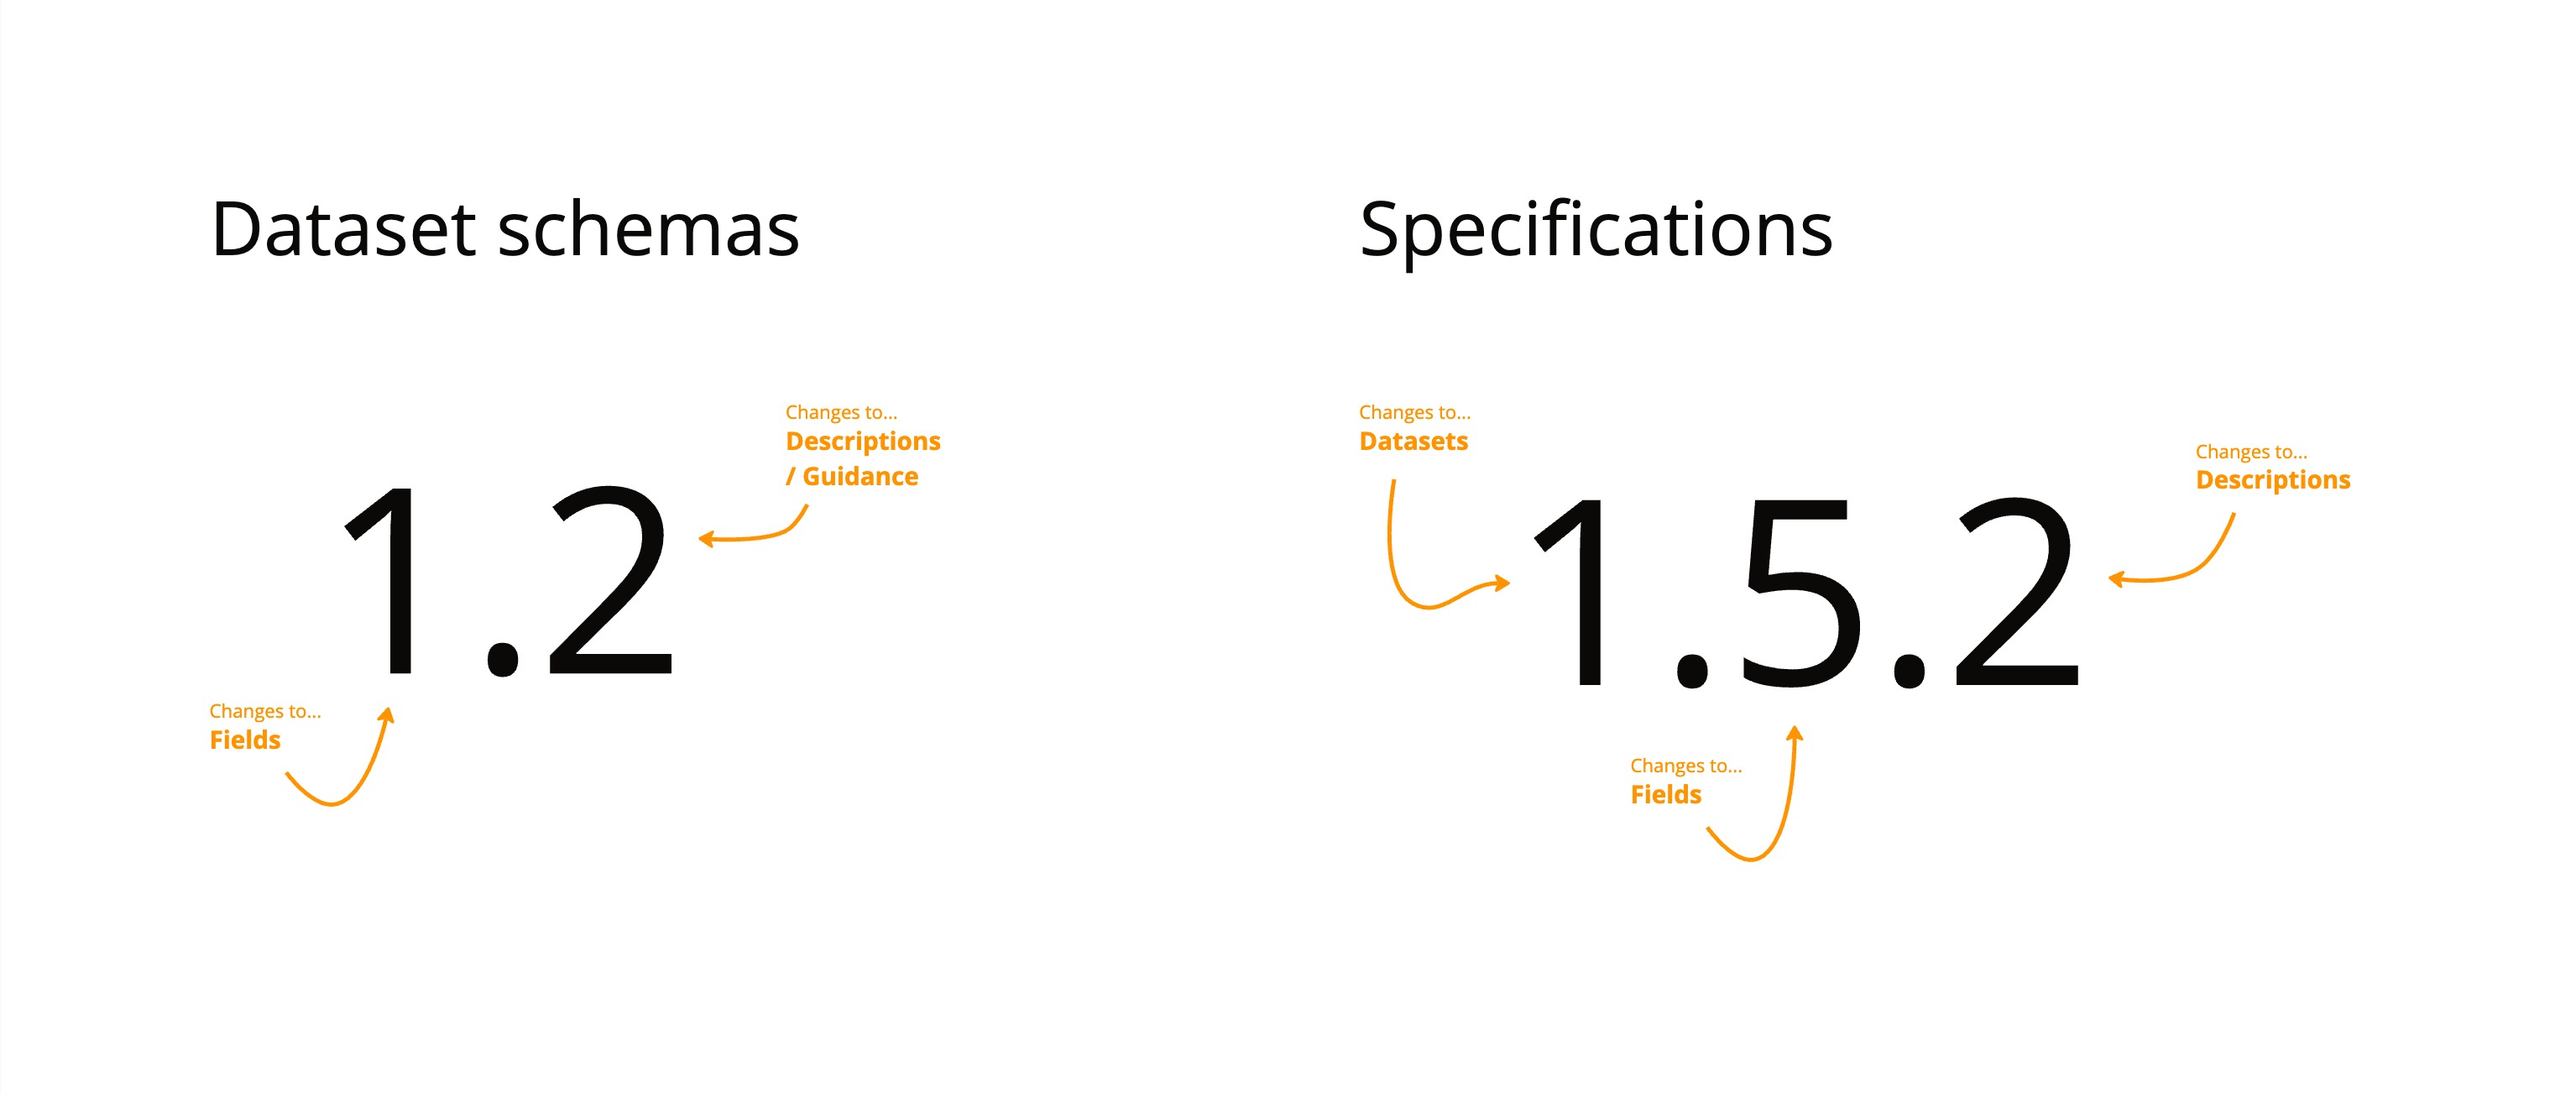 Dataset schemas
Changes to...
Descriptions
/ Guidance
1.2
Changes to...
Fields
Specifications
Changes to...
Datasets
Changes to...
Descriptions
1.5.2
Changes to...
Fields